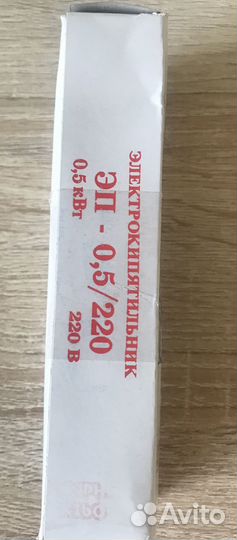 ЭЛЕКТРОКИПЯТИЛЬНИК
ЭП - 0,5/220
0,5 кВт 220 В
Avito